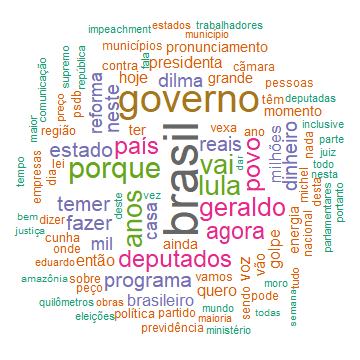 impeachment estados trabalhadores
município
municípios pronunciamento
contra presidenta câmara
hoje dilma grande pessoas
comunicação supremo república psdb reforma neste fala
têm deputadas
governo
momento
maior preço
região ter reais vexa ano nada inclusive
parte
juiz todo
estado país vai povo milhões dinheiro
tempo empresas dia lei
porque brasil lula dar michel desta nesta
temer anos deste vez geraldo
bem dizer fazer casa agora energia nacional parlamentares portanto
justiça cunha mil ainda golpe
onde então deputados voz vão tudo
eduardo
amazônia sobre programa vamos sendo moro
peço quero pode semana
quilômetros obras brasileiro mundo todas
eleições política partido maioria
previdência ministério